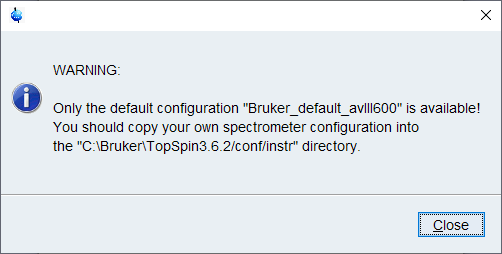 WARNING:
Only the default configuration "Bruker_default_avIII600" is available!
You should copy your own spectrometer configuration into
the "C:\Bruker\TopSpin3.6.2/conf/instr" directory.
Close